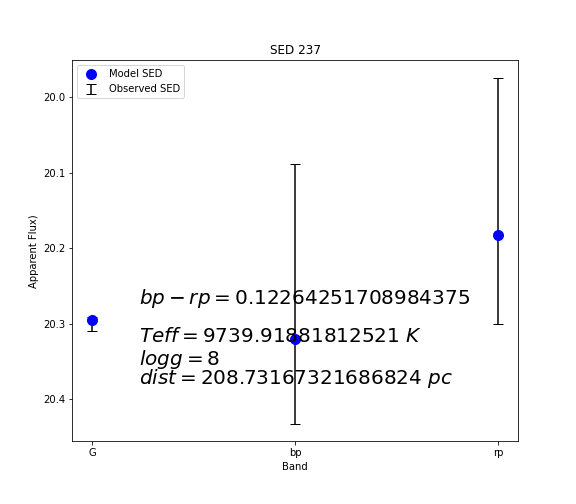 SED 237
Model SED
Observed SED
20.0
20.1
20.2
20.3
20.4
Apparent Flux)
bp − rp = 0.12264251708984375
Teff = 9739.91881812521 K
logg = 8
dist = 208.73167321686824 pc
G bp rp
Band